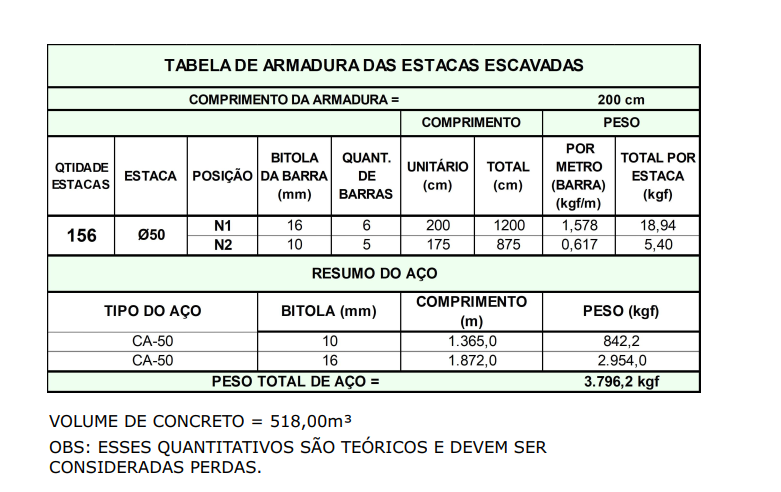 TABELA DE ARMADURA DAS ESTACAS ESCAVADAS
COMPRIMENTO DA ARMADURA = 200 cm
COMPRIMENTO PESO
QTIDADE ESTACAS ESTACA POSIÇÃO BITOLA DA BARRA (mm) QUANT. DE BARRAS UNITÁRIO (cm) TOTAL (cm) POR METRO (BARRA) (kgf/m) TOTAL POR ESTACA (kgf)
156 Ø50 N1 16 6 200 1200 1,578 18,94
N2 10 5 175 875 0,617 5,40
RESUMO DO AÇO
TIPO DO AÇO BITOLA (mm) COMPRIMENTO (m) PESO (kgf)
CA-50 10 1.365,0 842,2
CA-50 16 1.872,0 2.954,0
PESO TOTAL DE AÇO = 3.796,2 kgf
VOLUME DE CONCRETO = 518,00m³
OBS: ESSES QUANTITATIVOS SÃO TEÓRICOS E DEVEM SER
CONSIDERADAS PERDAS.